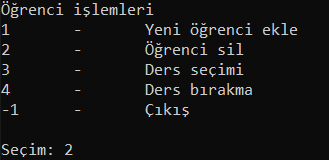 Öğrenci işlemleri
1 - Yeni öğrenci ekle
2 - Öğrenci sil
3 - Ders seçimi
4 - Ders bırakma
-1 - Çıkış
Seçim: 2